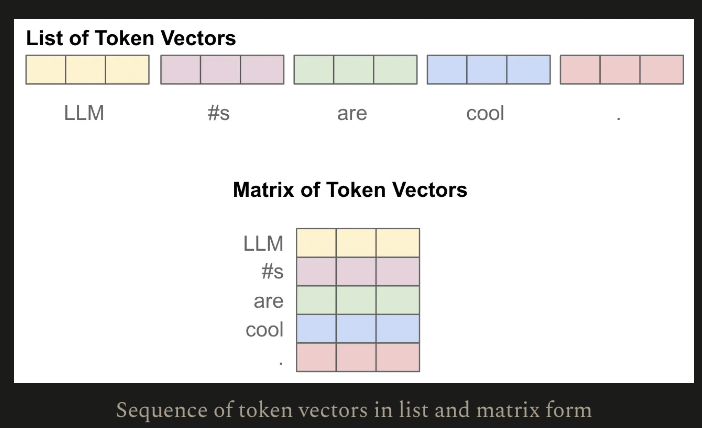 List of Token Vectors
LLM #s are cool .
Matrix of Token Vectors
LLM
#s
are
cool
.
Sequence of token vectors in list and matrix form